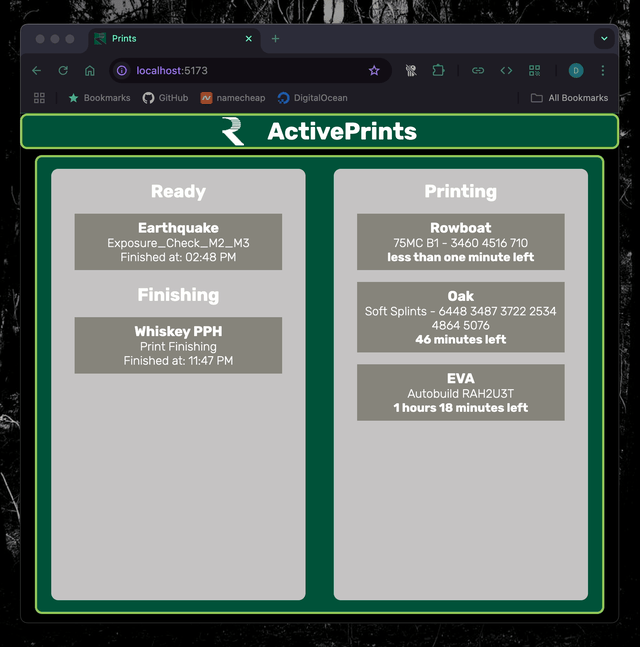 Prints
localhost:5173
Bookmarks
GitHub
namecheap
DigitalOcean
All Bookmarks
D
ActivePrints
Ready
Earthquake
Exposure_Check_M2_M3
Finished at: 02:48 PM
Finishing
Whiskey PPH
Print Finishing
Finished at: 11:47 PM
Printing
Rowboat
75MC B1 - 3460 4516 710
less than one minute left
Oak
Soft Splints - 6448 3487 3722 2534
4864 5076
46 minutes left
EVA
Autobuild RAH2U3T
1 hours 18 minutes left